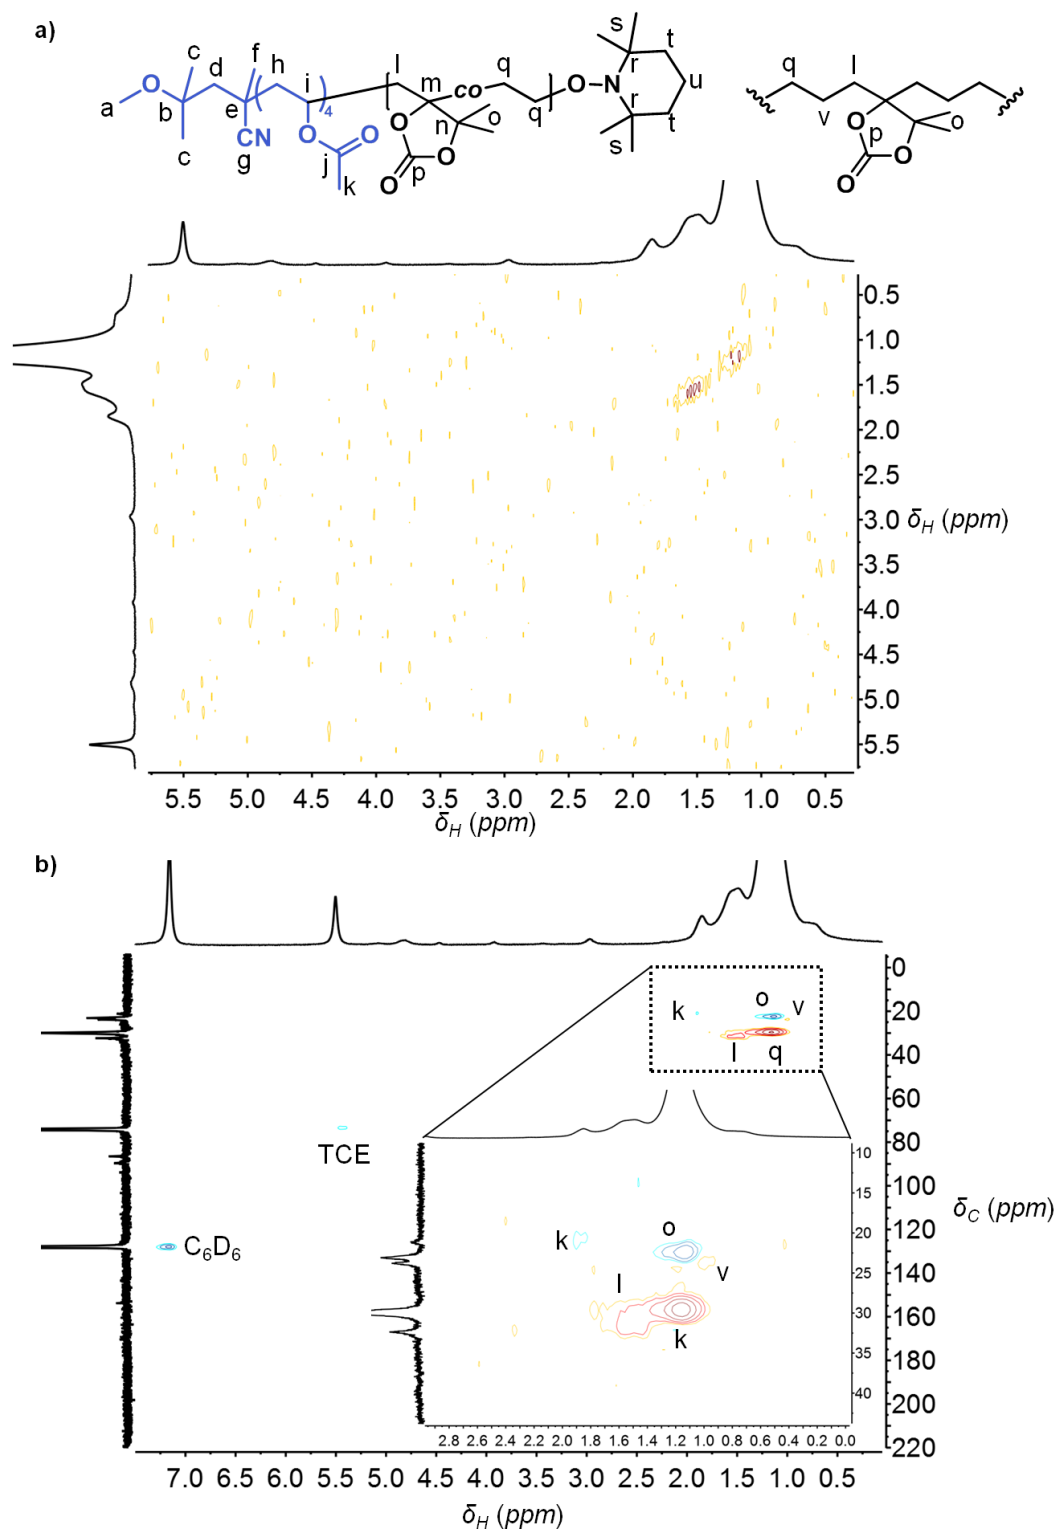 a)
c d f h l s t
a O b e i 4 m co q q O N r r u
c CN g O j O k O n O O o O p s t
q l v O p O O o
0.5
1.0
1.5
2.0
2.5
3.0 δH (ppm)
3.5
4.0
4.5
5.0
5.5
5.5 5.0 4.5 4.0 3.5 3.0 2.5 2.0 1.5 1.0 0.5
δH (ppm)
b)
0
k o v
20
l q
40
60
TCE
80
100
δC (ppm)
120
C6D6
140
160
180
200
220
10
15
k o
20
v
25
l
30
k
35
40
2.8 2.6 2.4 2.2 2.0 1.8 1.6 1.4 1.2 1.0 0.8 0.6 0.4 0.2 0.0
7.0 6.5 6.0 5.5 5.0 4.5 4.0 3.5 3.0 2.5 2.0 1.5 1.0 0.5
δH (ppm)